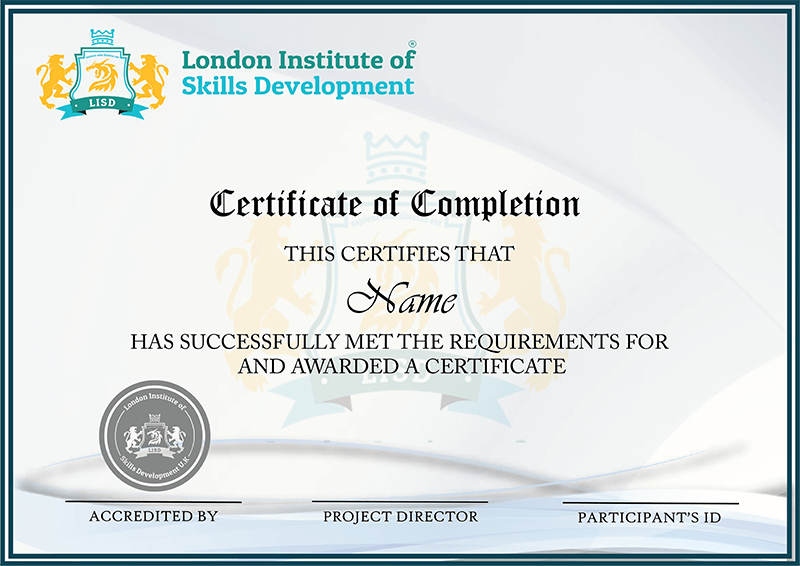 London Institute of ®
Skills Development
LISD
Certificate of Completion
THIS CERTIFIES THAT
Name
HAS SUCCESSFULLY MET THE REQUIREMENTS FOR
AND AWARDED A CERTIFICATE
LISD
London Institute of
LISD
Skills Development U.K
ACCREDITED BY
PROJECT DIRECTOR
PARTICIPANT'S ID